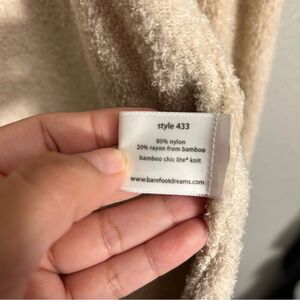 style 433
80% nylon
20% rayon from bamboo
bamboo chic lite® knit
www.barefootdreams.com